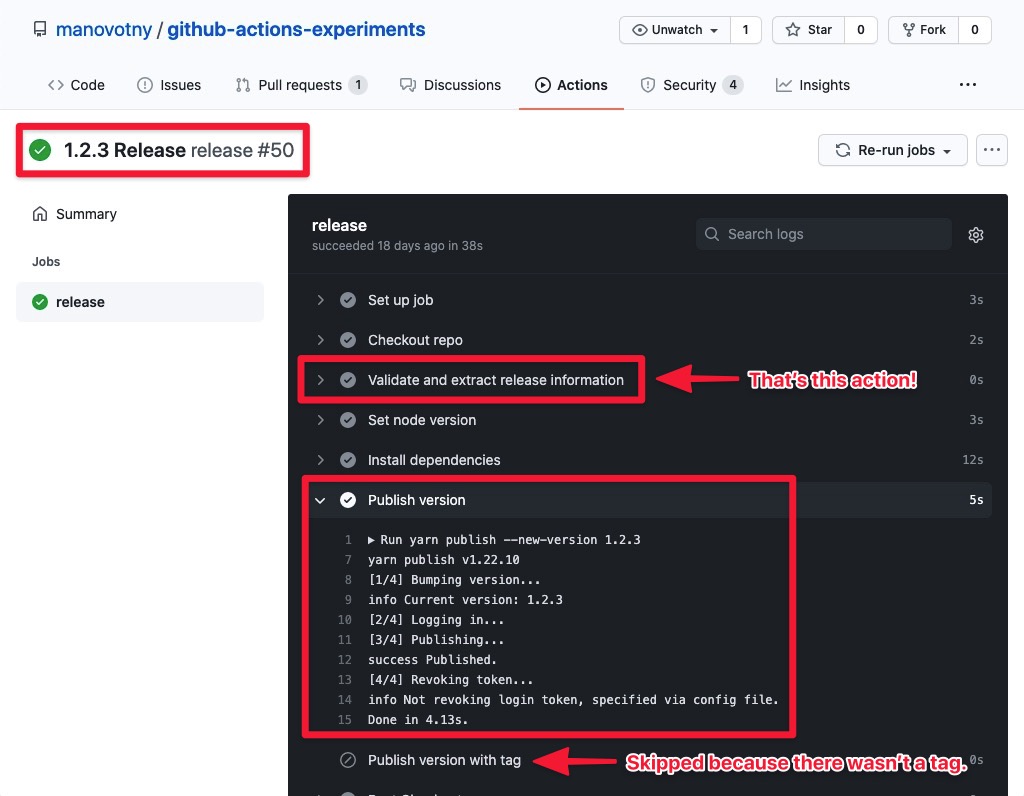 manovotny / github-actions-experiments
Unwatch 1 Star 0 Fork 0
Code Issues Pull requests 1 Discussions Actions Security 4 Insights
1.2.3 Release release #50
Re-run jobs
Summary
Jobs
release
release
succeeded 18 days ago in 38s
Search logs
Set up job 3s
Checkout repo 2s
Validate and extract release information 0s
That's this action!
Set node version 3s
Install dependencies 12s
Publish version 5s
1 Run yarn publish --new-version 1.2.3
7 yarn publish v1.22.10
8 [1/4] Bumping version...
9 info Current version: 1.2.3
10 [2/4] Logging in...
11 [3/4] Publishing...
12 success Published.
13 [4/4] Revoking token...
14 info Not revoking login token, specified via config file.
15 Done in 4.13s.
Publish version with tag 0s
Skipped because there wasn't a tag.